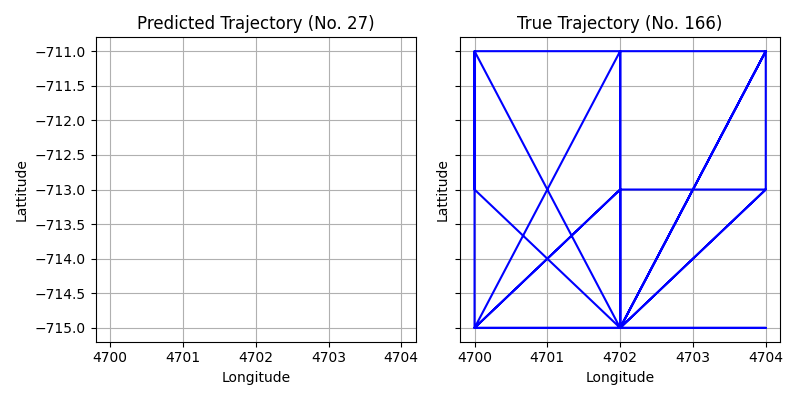 Predicted Trajectory (No. 27)
True Trajectory (No. 166)
Lattitude
−711.0
−711.5
−712.0
−712.5
−713.0
−713.5
−714.0
−714.5
−715.0
4700 4701 4702 4703 4704
Longitude
Lattitude
4700 4701 4702 4703 4704
Longitude